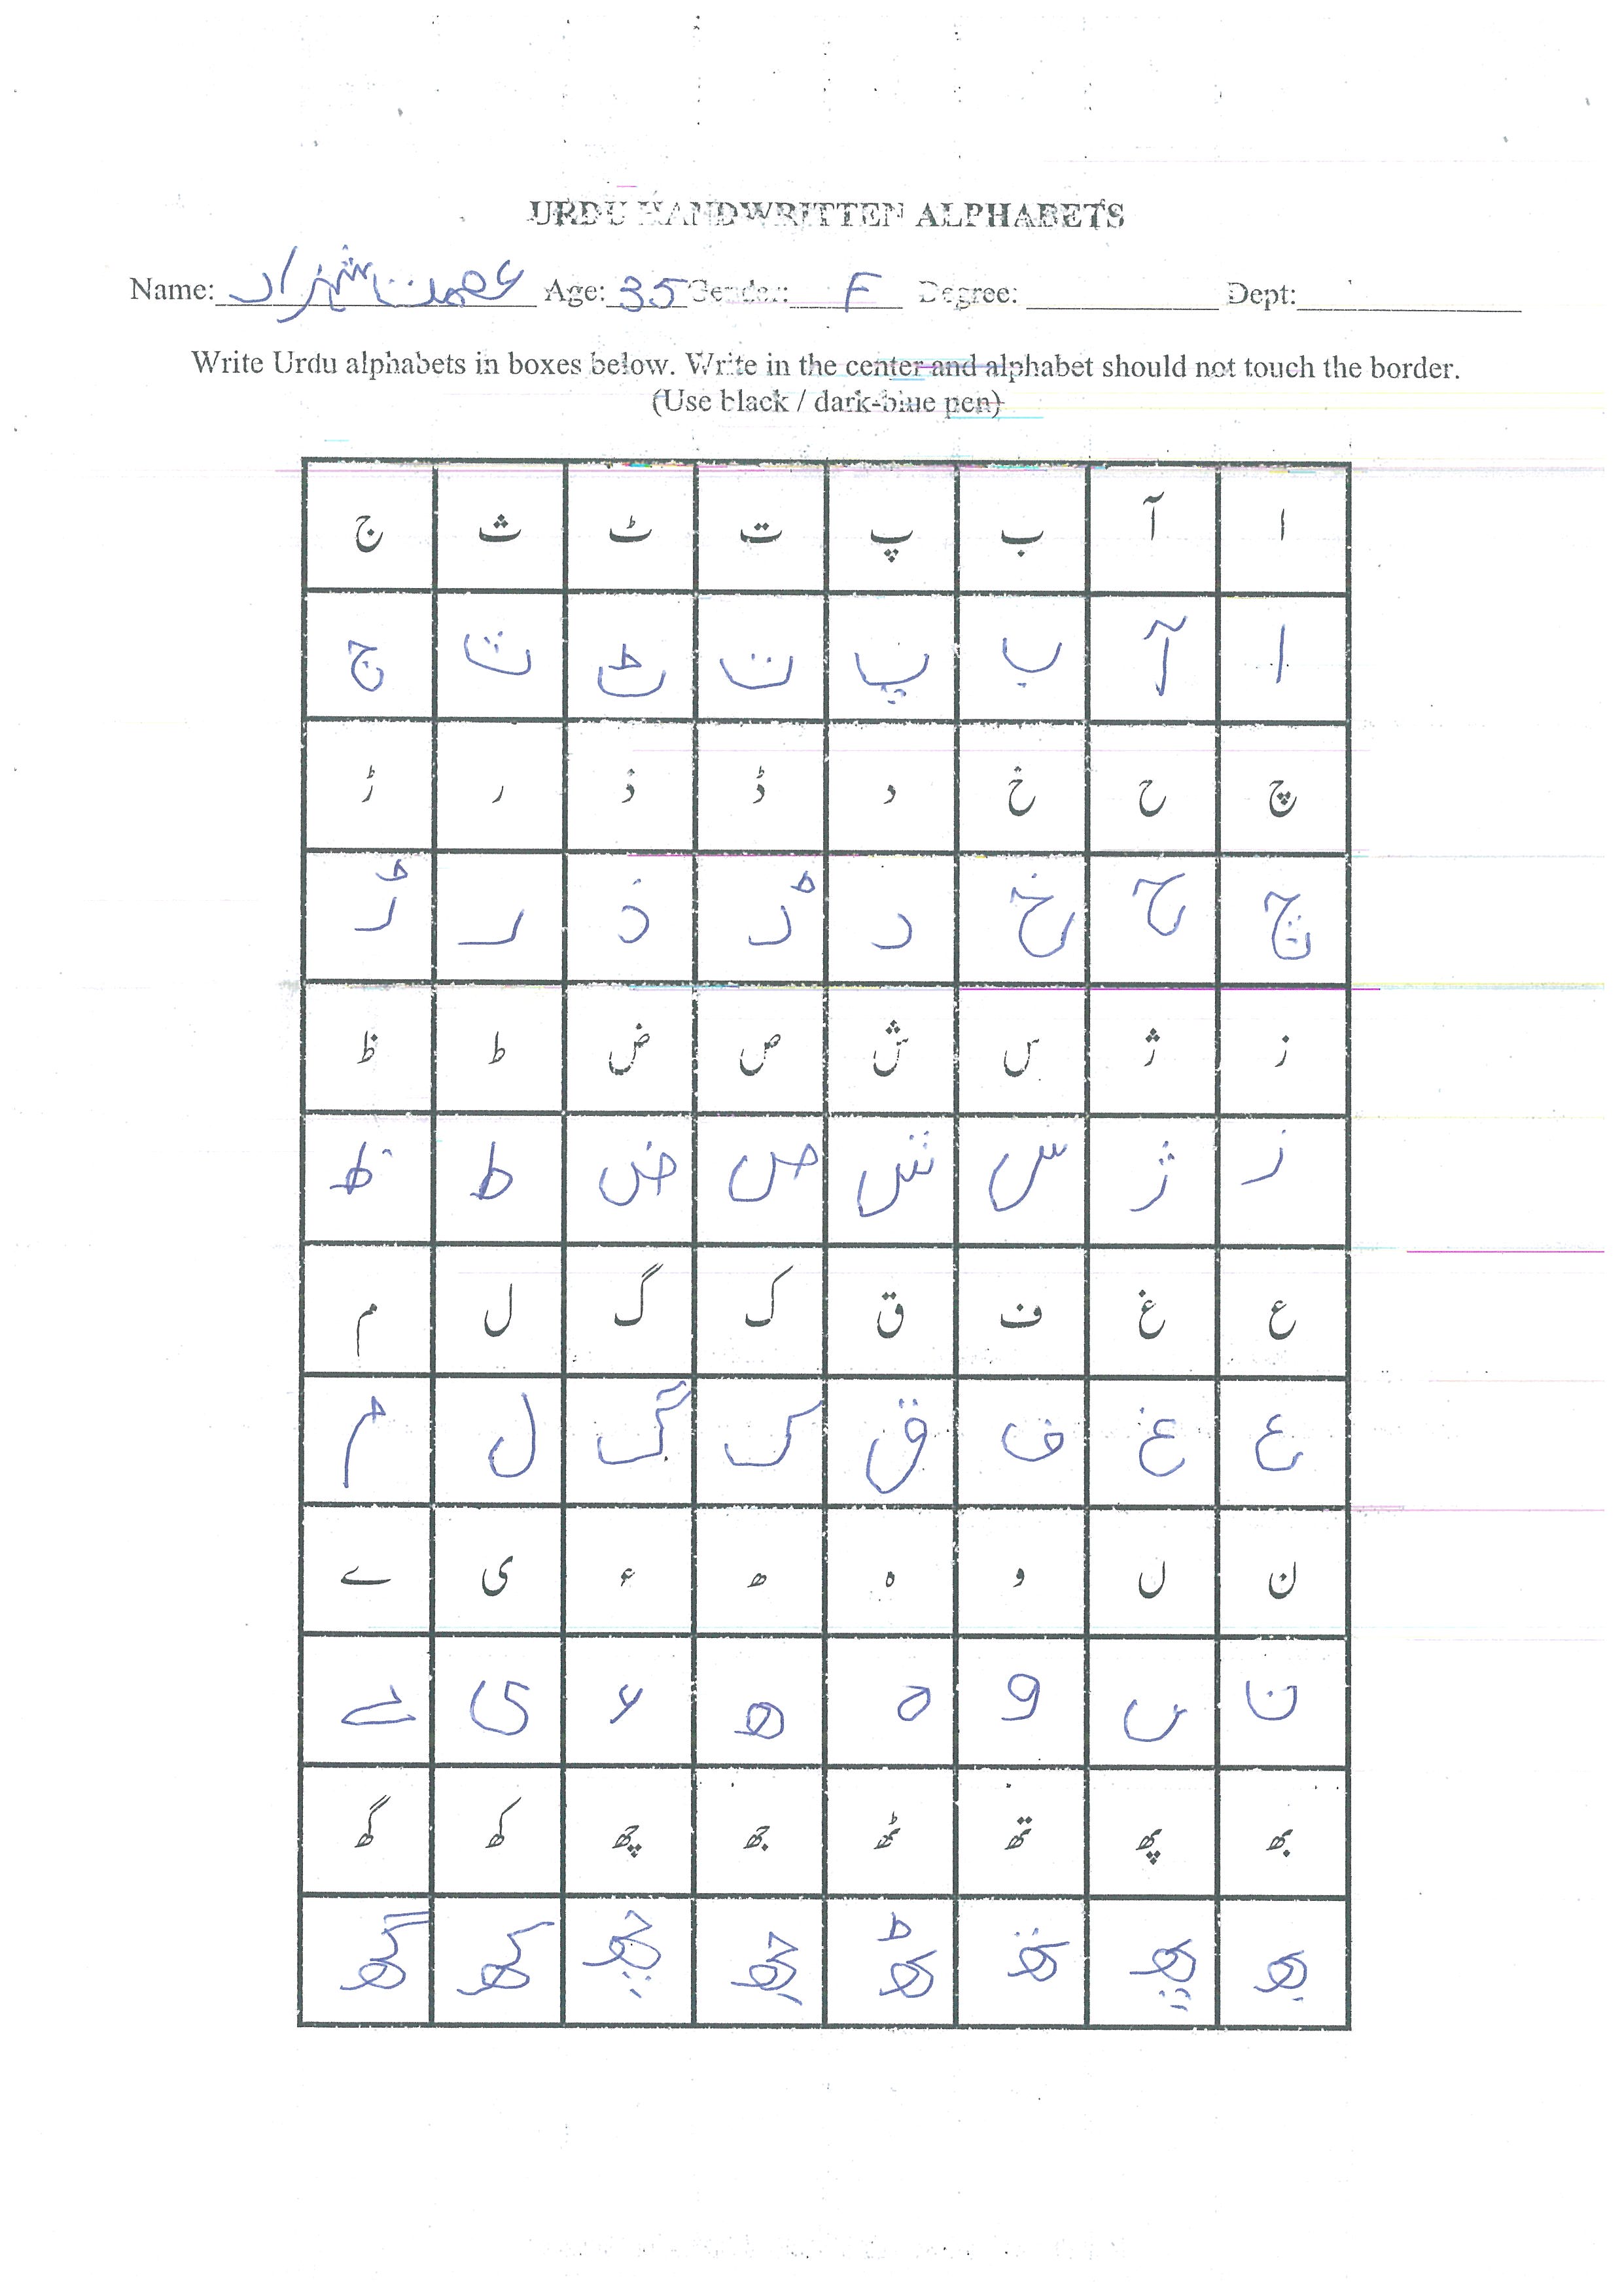 URDU HANDWRITTEN ALPHABETS
Name: عصمت شہزاد Age: 35 Gender: F Degree: Dept:
Write Urdu alphabets in boxes below. Write in the center and alphabet should not touch the border.
(Use black / dark-blue pen)
ا آ ب پ ت ٹ ث ج
ا آ ب پ ت ٹ ث ج
چ ح خ د ڈ ذ ر ڑ
چ ح خ د ڈ ذ ر ڑ
ز ژ س ش ص ض ط ظ
ز ژ س ش ص ض ط ظ
ع غ ف ق ک گ ل م
ع غ ف ق ک گ ل م
ن ں و ہ ھ ء ی ے
ن ں و ہ ھ ء ی ے
بھ پھ تھ ٹھ جھ چھ کھ گھ
بھ پھ تھ ٹھ جھ چھ کھ گھ